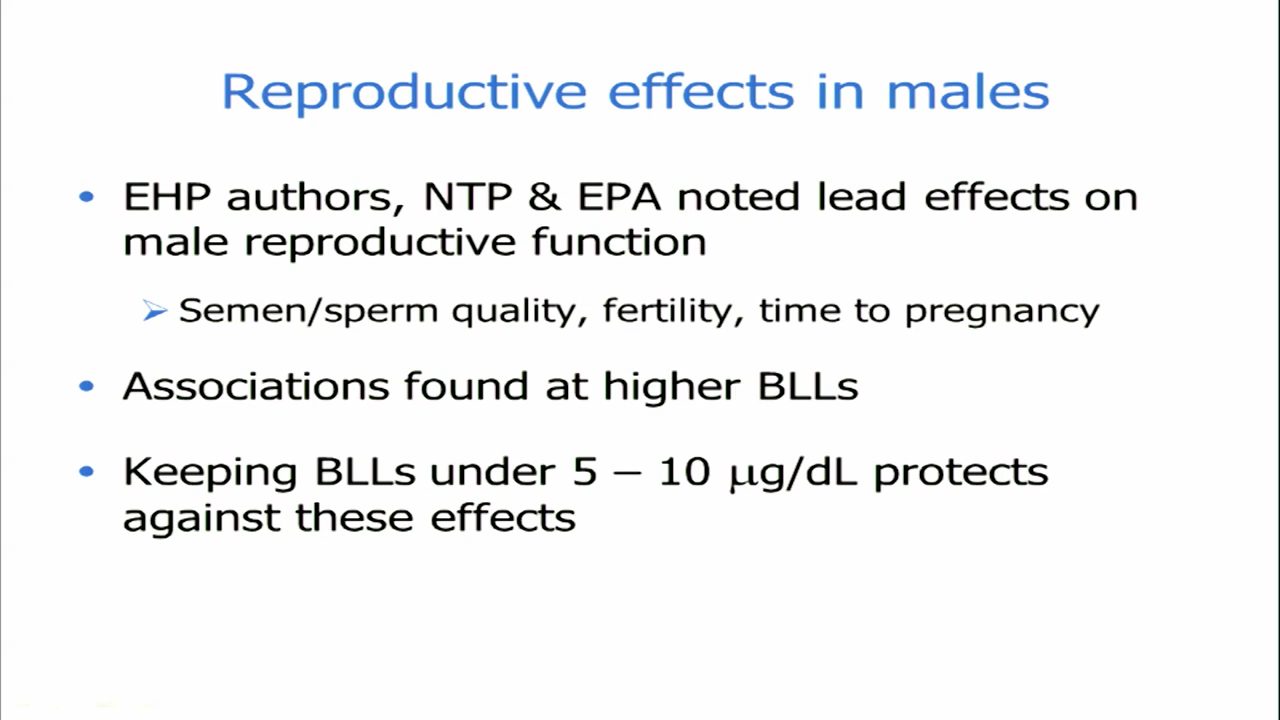 Reproductive effects in males
• EHP authors, NTP & EPA noted lead effects on
male reproductive function
➢ Semen/sperm quality, fertility, time to pregnancy
• Associations found at higher BLLs
• Keeping BLLs under 5 – 10 μg/dL protects
against these effects